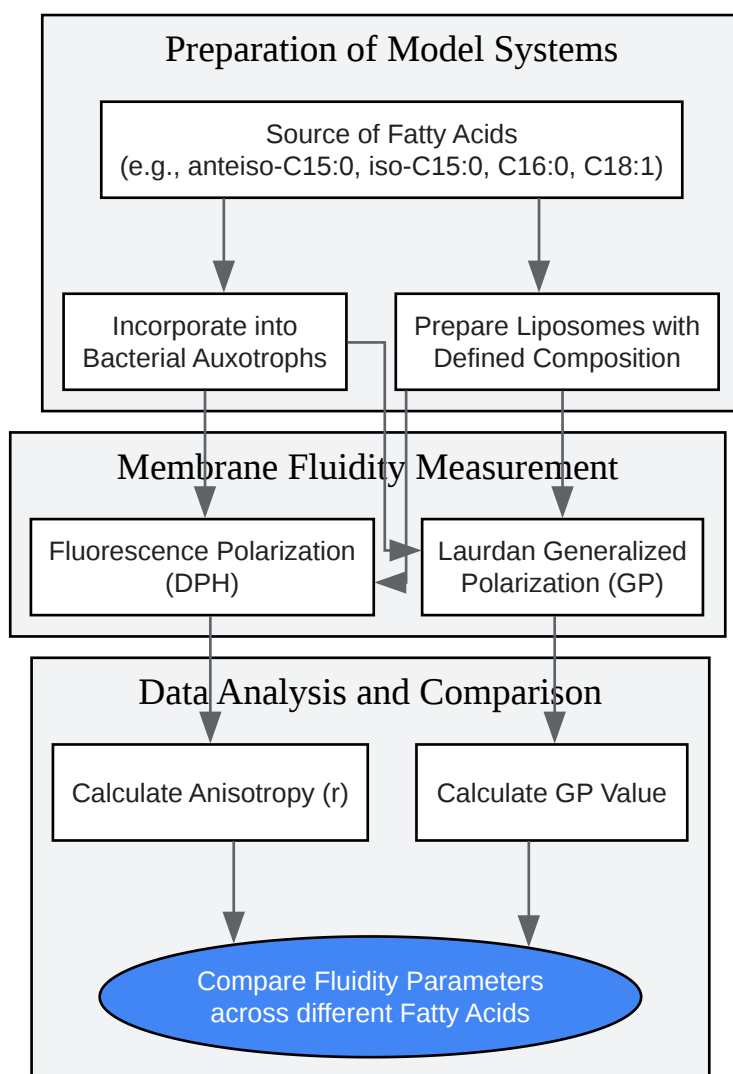 Preparation of Model Systems
Source of Fatty Acids
(e.g., anteiso-C15:0, iso-C15:0, C16:0, C18:1)
Incorporate into
Bacterial Auxotrophs
Prepare Liposomes with
Defined Composition
Membrane Fluidity Measurement
Fluorescence Polarization
(DPH)
Laurdan Generalized
Polarization (GP)
Data Analysis and Comparison
Calculate Anisotropy (r)
Calculate GP Value
Compare Fluidity Parameters
across different Fatty Acids